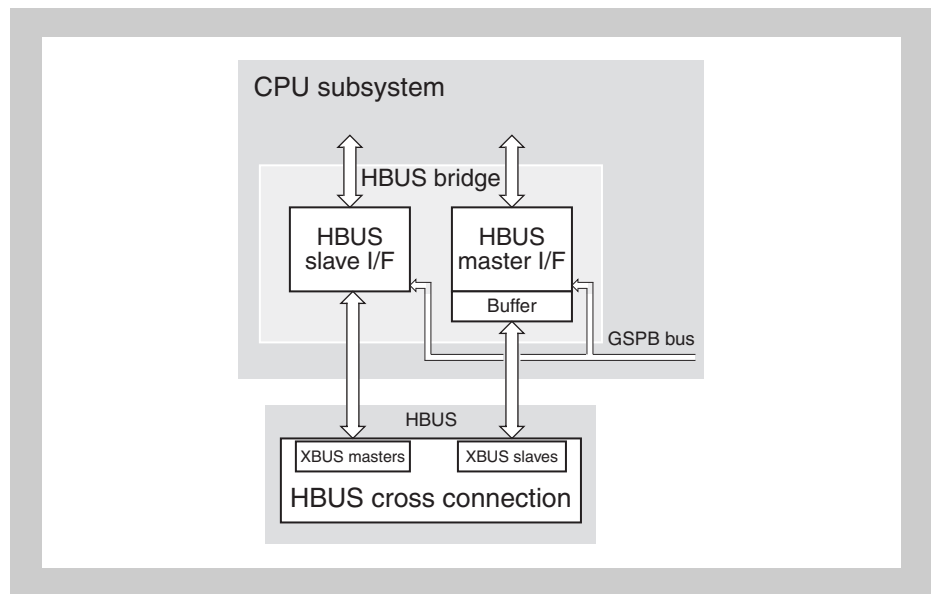 CPU subsystem
HBUS bridge
HBUS
slave I/F
HBUS
master I/F
Buffer
GSPB bus
HBUS
XBUS masters
XBUS slaves
HBUS cross connection